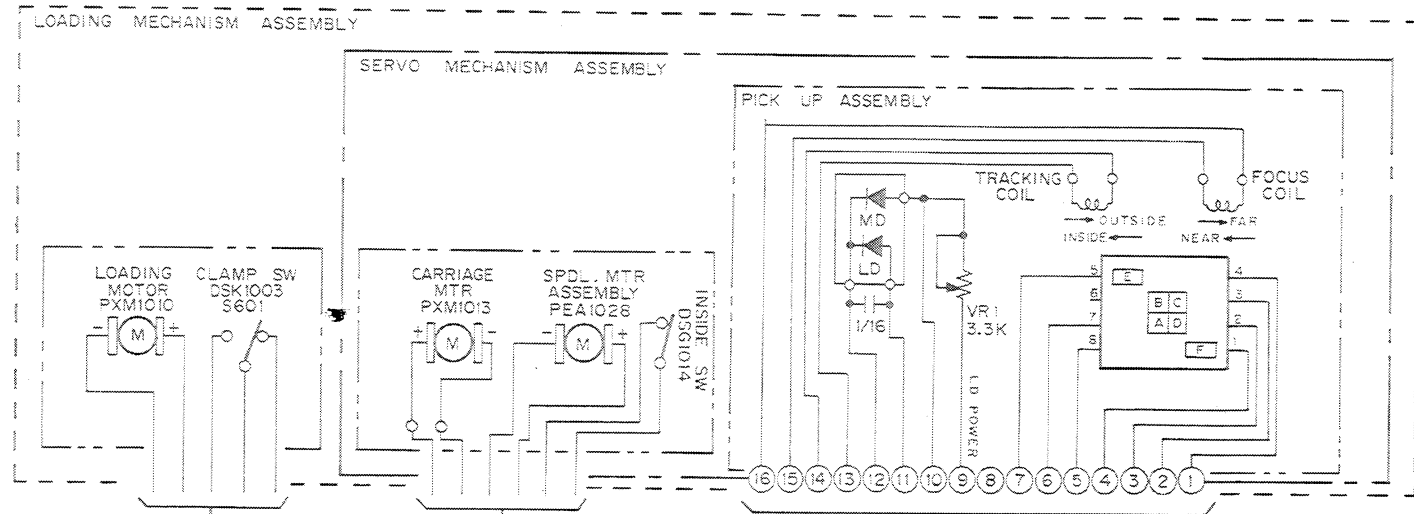 LOADING MECHANISM ASSEMBLY
SERVO MECHANISM ASSEMBLY
PICK UP ASSEMBLY
TRACKING
COIL
FOCUS
COIL
OUTSIDE
INSIDE
FAR
NEAR
MD
LD
1/16
VR1
3.3K
LD POWER
5
6
7
8
E
B C
A D
F
4
3
2
1
LOADING
MOTOR
PXM1010
- M +
CLAMP SW
DSK1003
S601
CARRIAGE
MTR
PXM1013
+ M -
SPDL. MTR
ASSEMBLY
PEA1028
- M +
INSIDE SW
DSG1014
16 15 14 13 12 11 10 9 8 7 6 5 4 3 2 1